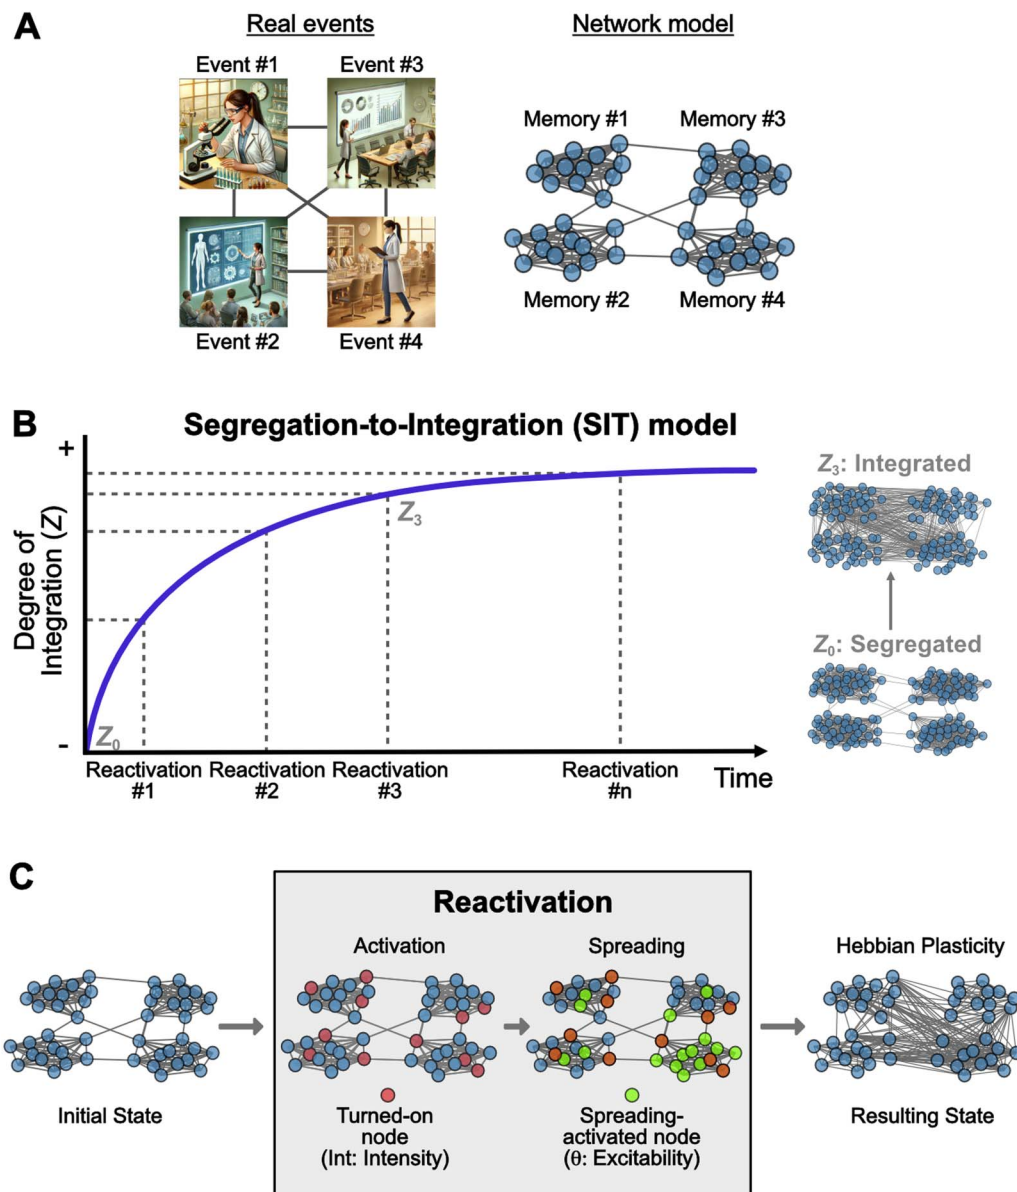 A
Real events
Network model
Event #1
Event #3
Memory #1
Memory #3
Event #2
Event #4
Memory #2
Memory #4
B
Segregation-to-Integration (SIT) model
+
Degree of
Integration (Z)
-
Z0
Z3
Reactivation
#1
Reactivation
#2
Reactivation
#3
Reactivation
#n
Time
Z3: Integrated
Z0: Segregated
C
Reactivation
Activation
Spreading
Hebbian Plasticity
Initial State
Turned-on
node
(Int: Intensity)
Spreading-
activated node
(θ: Excitability)
Resulting State